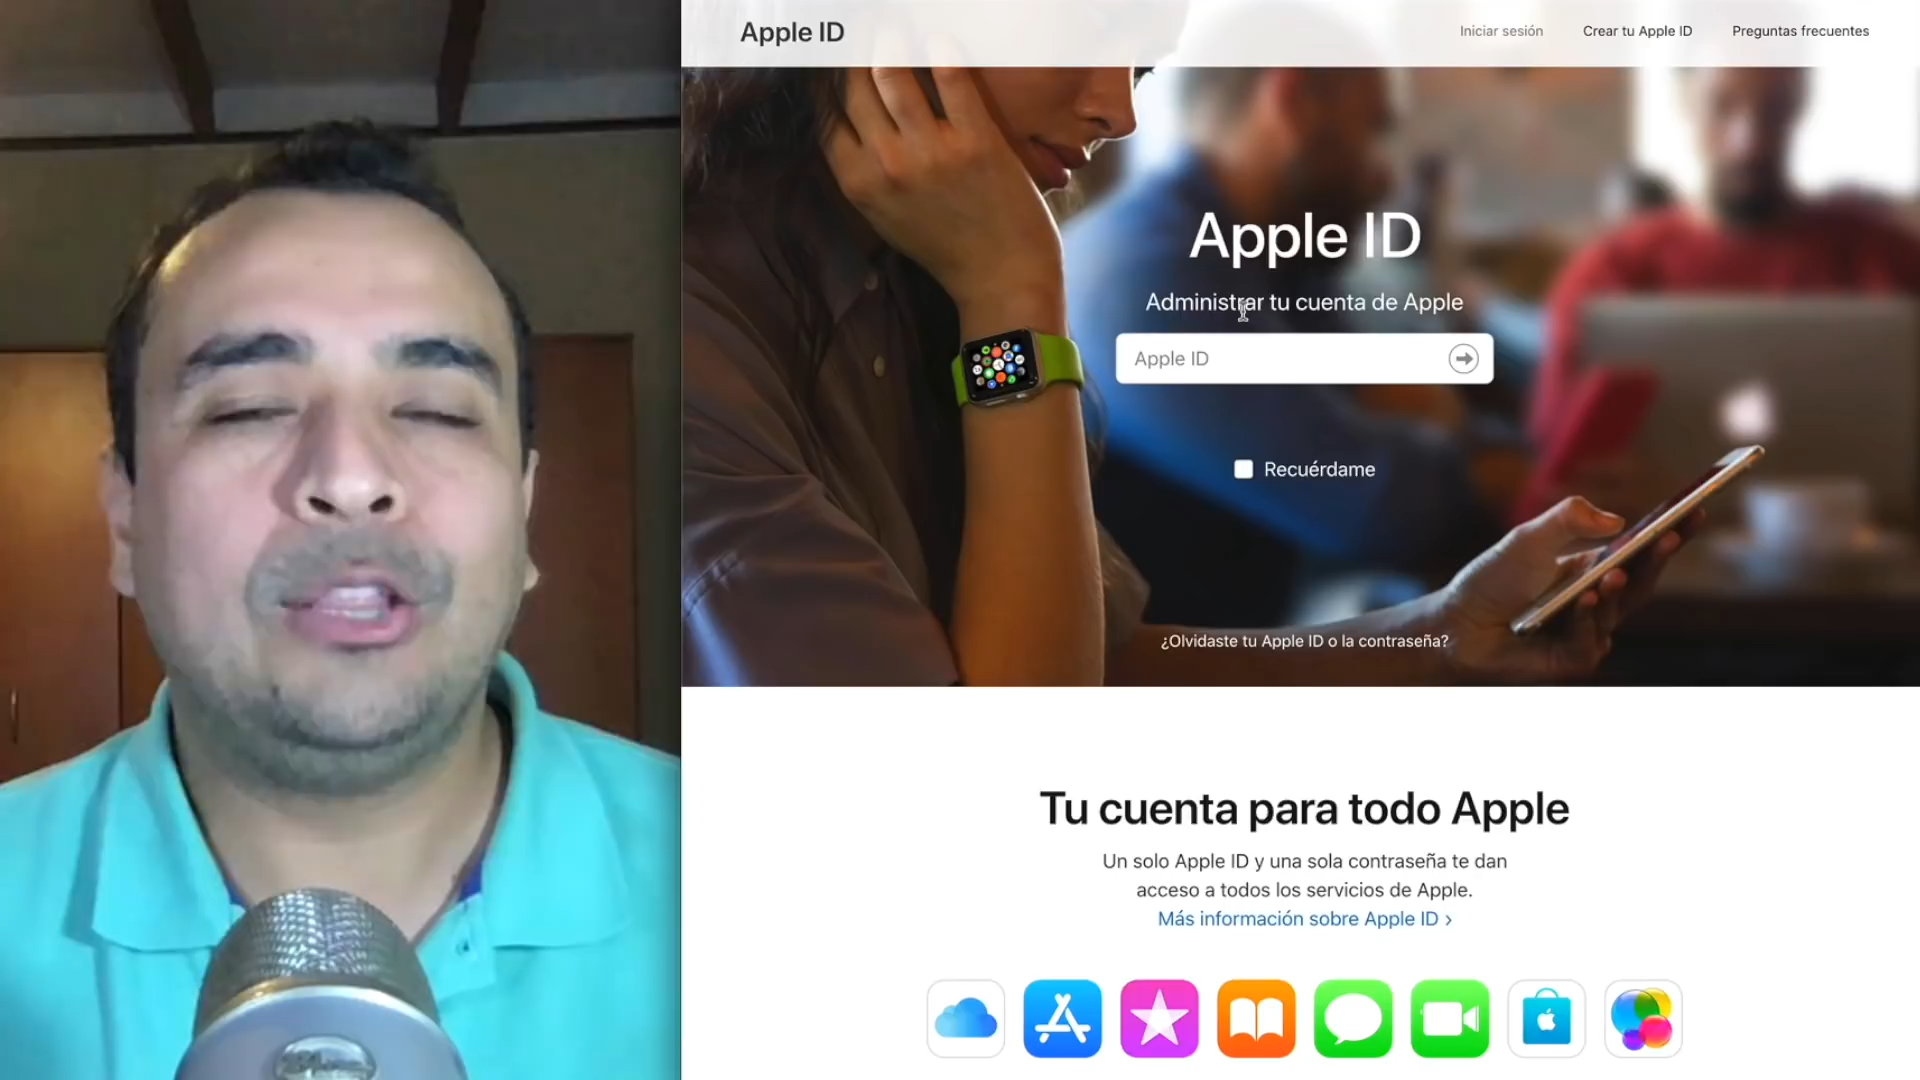 Apple ID
Iniciar sesión
Crear tu Apple ID
Preguntas frecuentes
Apple ID
Administrar tu cuenta de Apple
Apple ID
Recuérdame
¿Olvidaste tu Apple ID o la contraseña?
Tu cuenta para todo Apple
Un solo Apple ID y una sola contraseña te dan
acceso a todos los servicios de Apple.
Más información sobre Apple ID ›